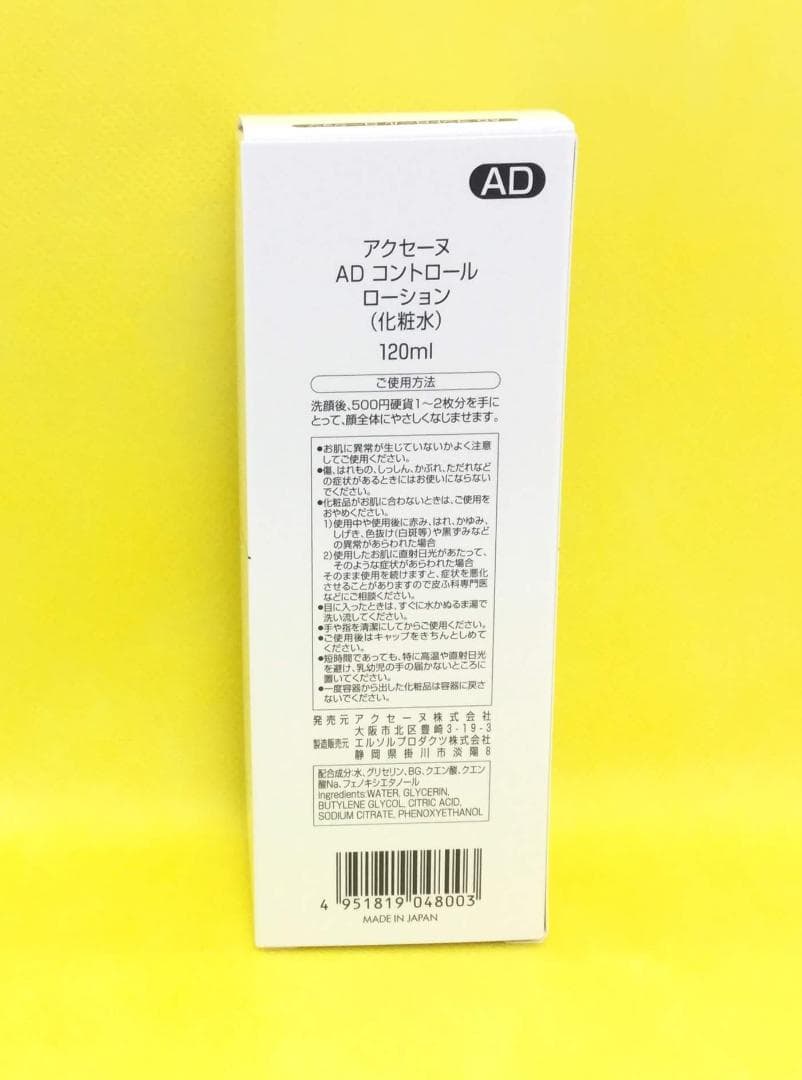 AD
アクセーヌ
AD コントロール
ローション
(化粧水)
120ml
ご使用方法
洗顔後、500円硬貨1～2枚分を手に
とって、顔全体にやさしくなじませます。
●お肌に異常が生じていないかよく注意
してご使用ください。
●傷、はれもの、しっしん、かぶれ、ただれなど
の症状があるときにはお使いにならない
でください。
●化粧品がお肌に合わないときは、ご使用を
おやめください。
1)使用中や使用後に赤み、はれ、かゆみ、
しげき、色抜け(白斑等)や黒ずみなど
の異常があらわれた場合
2)使用したお肌に直射日光があたって、
そのような症状があらわれた場合
そのまま使用を続けますと、症状を悪化
させることがありますので皮ふ科専門医
などにご相談ください。
●目に入ったときは、すぐに水かぬるま湯で
洗い流してください。
●手や指を清潔にしてからご使用ください。
●ご使用後はキャップをきちんとしめて
ください。
●短時間であっても、特に高温や直射日光
を避け、乳幼児の手の届かないところに
置いてください。
●一度容器から出した化粧品は容器に戻さ
ないでください。
発売元 アクセーヌ株式会社
大阪市北区豊崎3-19-3
製造販売元 エルソルプロダクツ株式会社
静岡県掛川市淡陽8
配合成分:水、グリセリン、BG、クエン酸、クエン
酸Na、フェノキシエタノール
Ingredients:WATER, GLYCERIN,
BUTYLENE GLYCOL, CITRIC ACID,
SODIUM CITRATE, PHENOXYETHANOL
4 951819 048003
MADE IN JAPAN